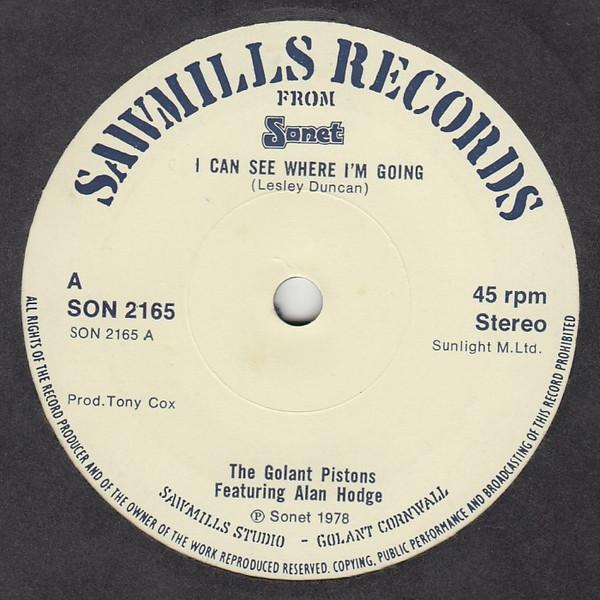 SAWMILLS RECORDS
FROM
Sonet
I CAN SEE WHERE I'M GOING
(Lesley Duncan)
A
SON 2165
SON 2165 A
45 rpm
Stereo
Sunlight M.Ltd.
Prod.Tony Cox
The Golant Pistons
Featuring Alan Hodge
℗ Sonet 1978
SAWMILLS STUDIO - GOLANT CORNWALL
ALL RIGHTS OF THE RECORD PRODUCER AND OF THE OWNER OF THE WORK REPRODUCED RESERVED. COPYING, PUBLIC PERFORMANCE AND BROADCASTING OF THIS RECORD PROHIBITED